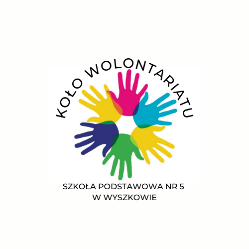 KOŁO WOLONTARIATU
SZKOŁA PODSTAWOWA NR 5
W WYSZKOWIE